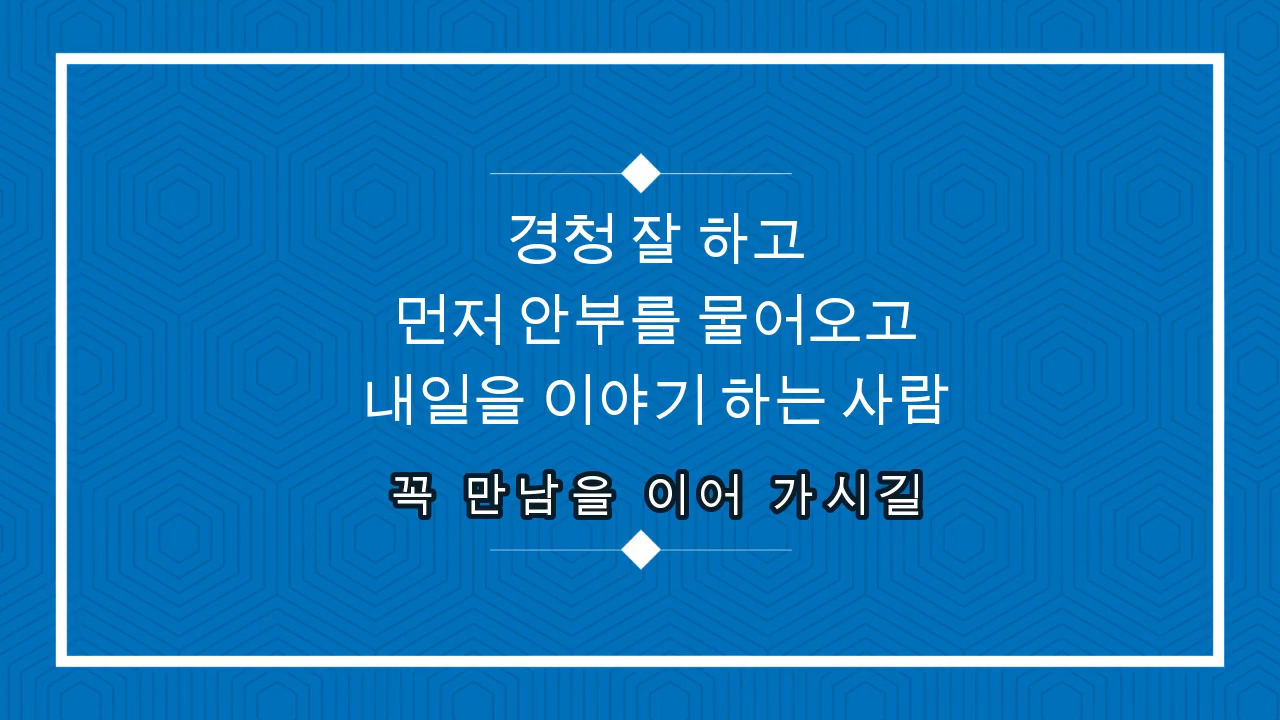 경청 잘 하고
먼저 안부를 물어오고
내일을 이야기 하는 사람
꼭 만남을 이어 가시길